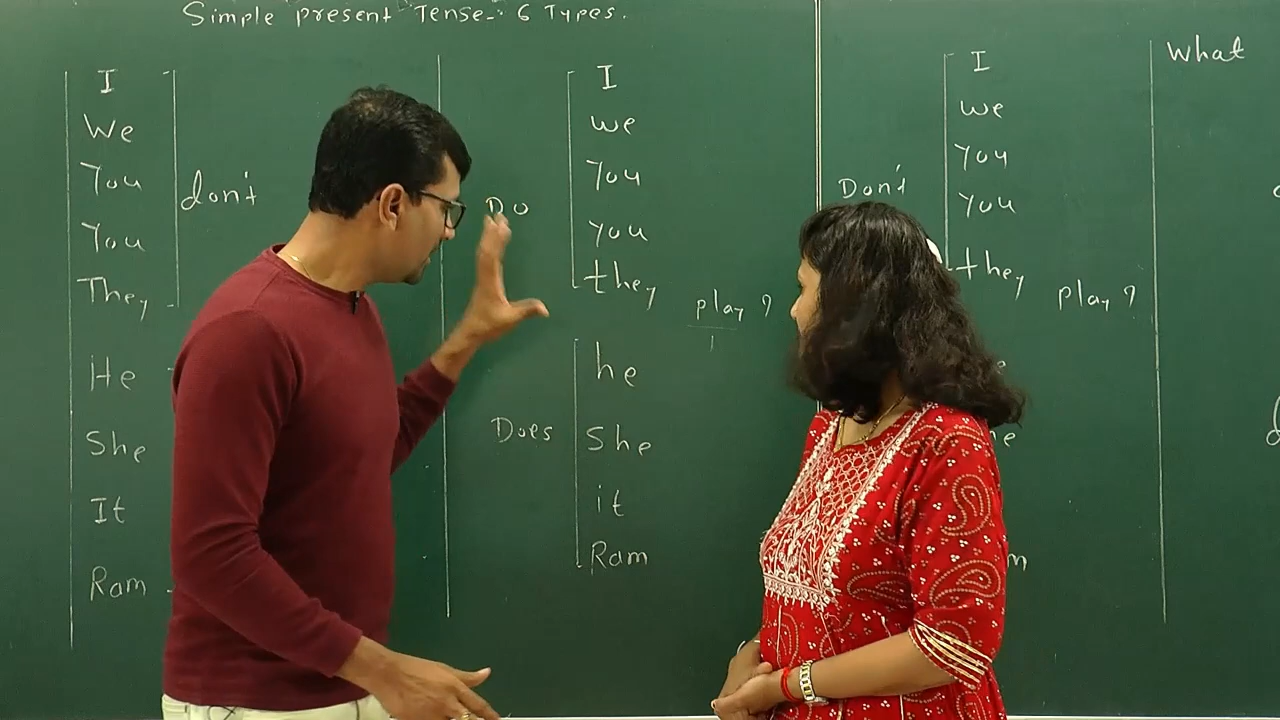 Simple present Tense - 6 Types.
I
We
You
You
They
don't
He
She
It
Ram
Do
I
we
you
you
they
play ?
Does
he
She
it
Ram
Don't
I
we
you
you
they
play ?
What